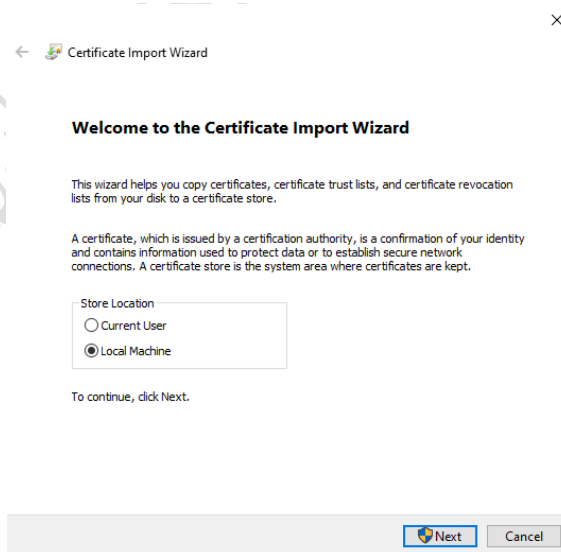 Certificate Import Wizard
Welcome to the Certificate Import Wizard
This wizard helps you copy certificates, certificate trust lists, and certificate revocation
lists from your disk to a certificate store.
A certificate, which is issued by a certification authority, is a confirmation of your identity
and contains information used to protect data or to establish secure network
connections. A certificate store is the system area where certificates are kept.
Store Location
Current User
Local Machine
To continue, click Next.
Next Cancel